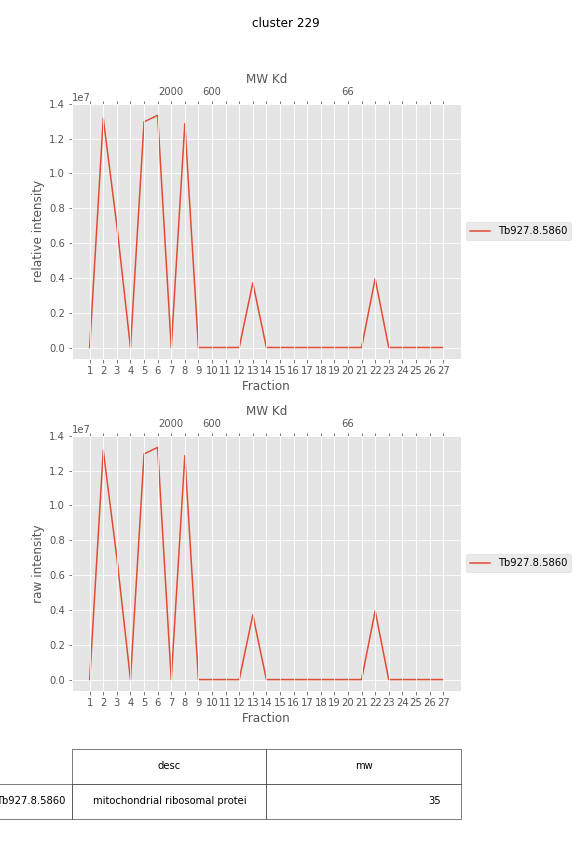 cluster 229
MW Kd
2000 600 66
1e7
1.4
1.2
1.0
0.8
0.6
0.4
0.2
0.0
relative intensity
Tb927.8.5860
1 2 3 4 5 6 7 8 9 10 11 12 13 14 15 16 17 18 19 20 21 22 23 24 25 26 27
Fraction
MW Kd
2000 600 66
1e7
1.4
1.2
1.0
0.8
0.6
0.4
0.2
0.0
raw intensity
Tb927.8.5860
1 2 3 4 5 6 7 8 9 10 11 12 13 14 15 16 17 18 19 20 21 22 23 24 25 26 27
Fraction
desc mw
Tb927.8.5860 mitochondrial ribosomal protei 35